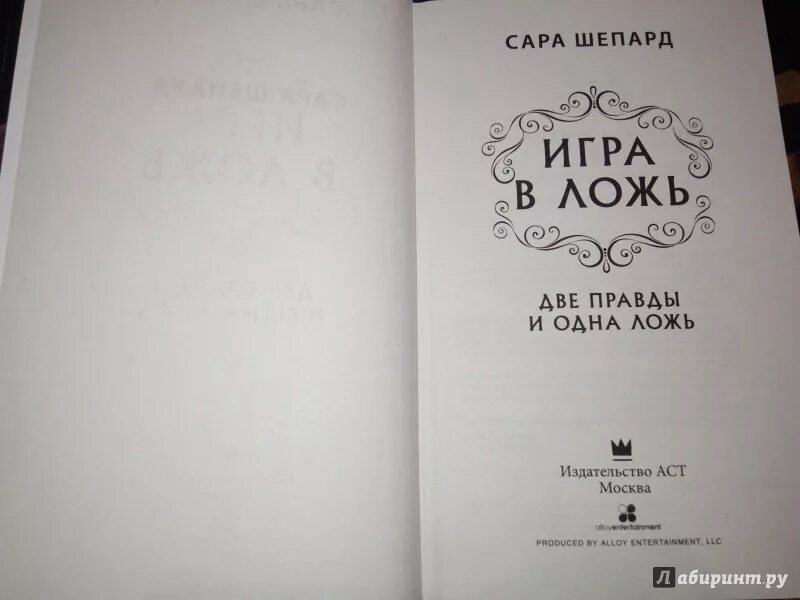 САРА ШЕПАРД
ИГРА
В ЛОЖЬ
ДВЕ ПРАВДЫ
И ОДНА ЛОЖЬ
Издательство АСТ
Москва
alloyentertainment
PRODUCED BY ALLOY ENTERTAINMENT, LLC
Лабиринт.ру